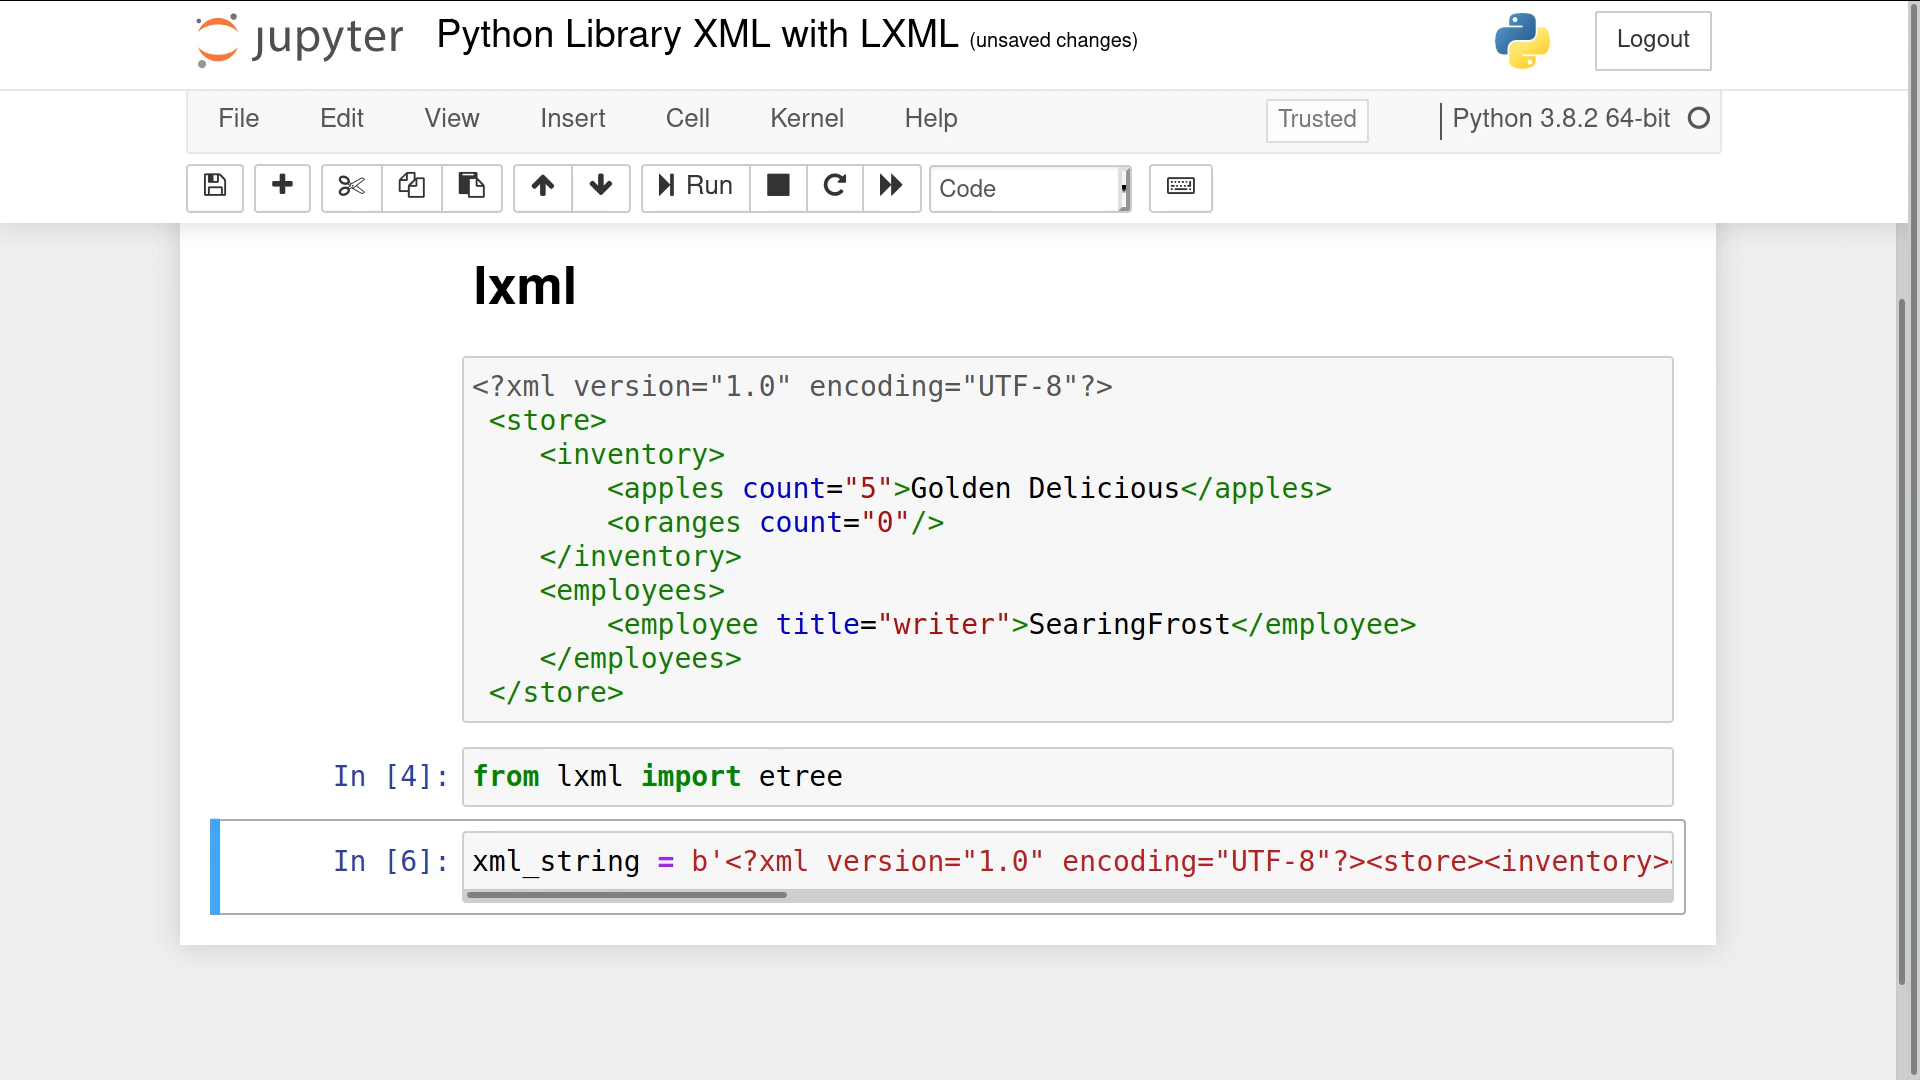 jupyter Python Library XML with LXML (unsaved changes) Logout
File Edit View Insert Cell Kernel Help Trusted Python 3.8.2 64-bit
Run Code
lxml
<?xml version="1.0" encoding="UTF-8"?>
<store>
<inventory>
<apples count="5">Golden Delicious</apples>
<oranges count="0"/>
</inventory>
<employees>
<employee title="writer">SearingFrost</employee>
</employees>
</store>
In [4]: from lxml import etree
In [6]: xml_string = b'<?xml version="1.0" encoding="UTF-8"?><store><inventory>